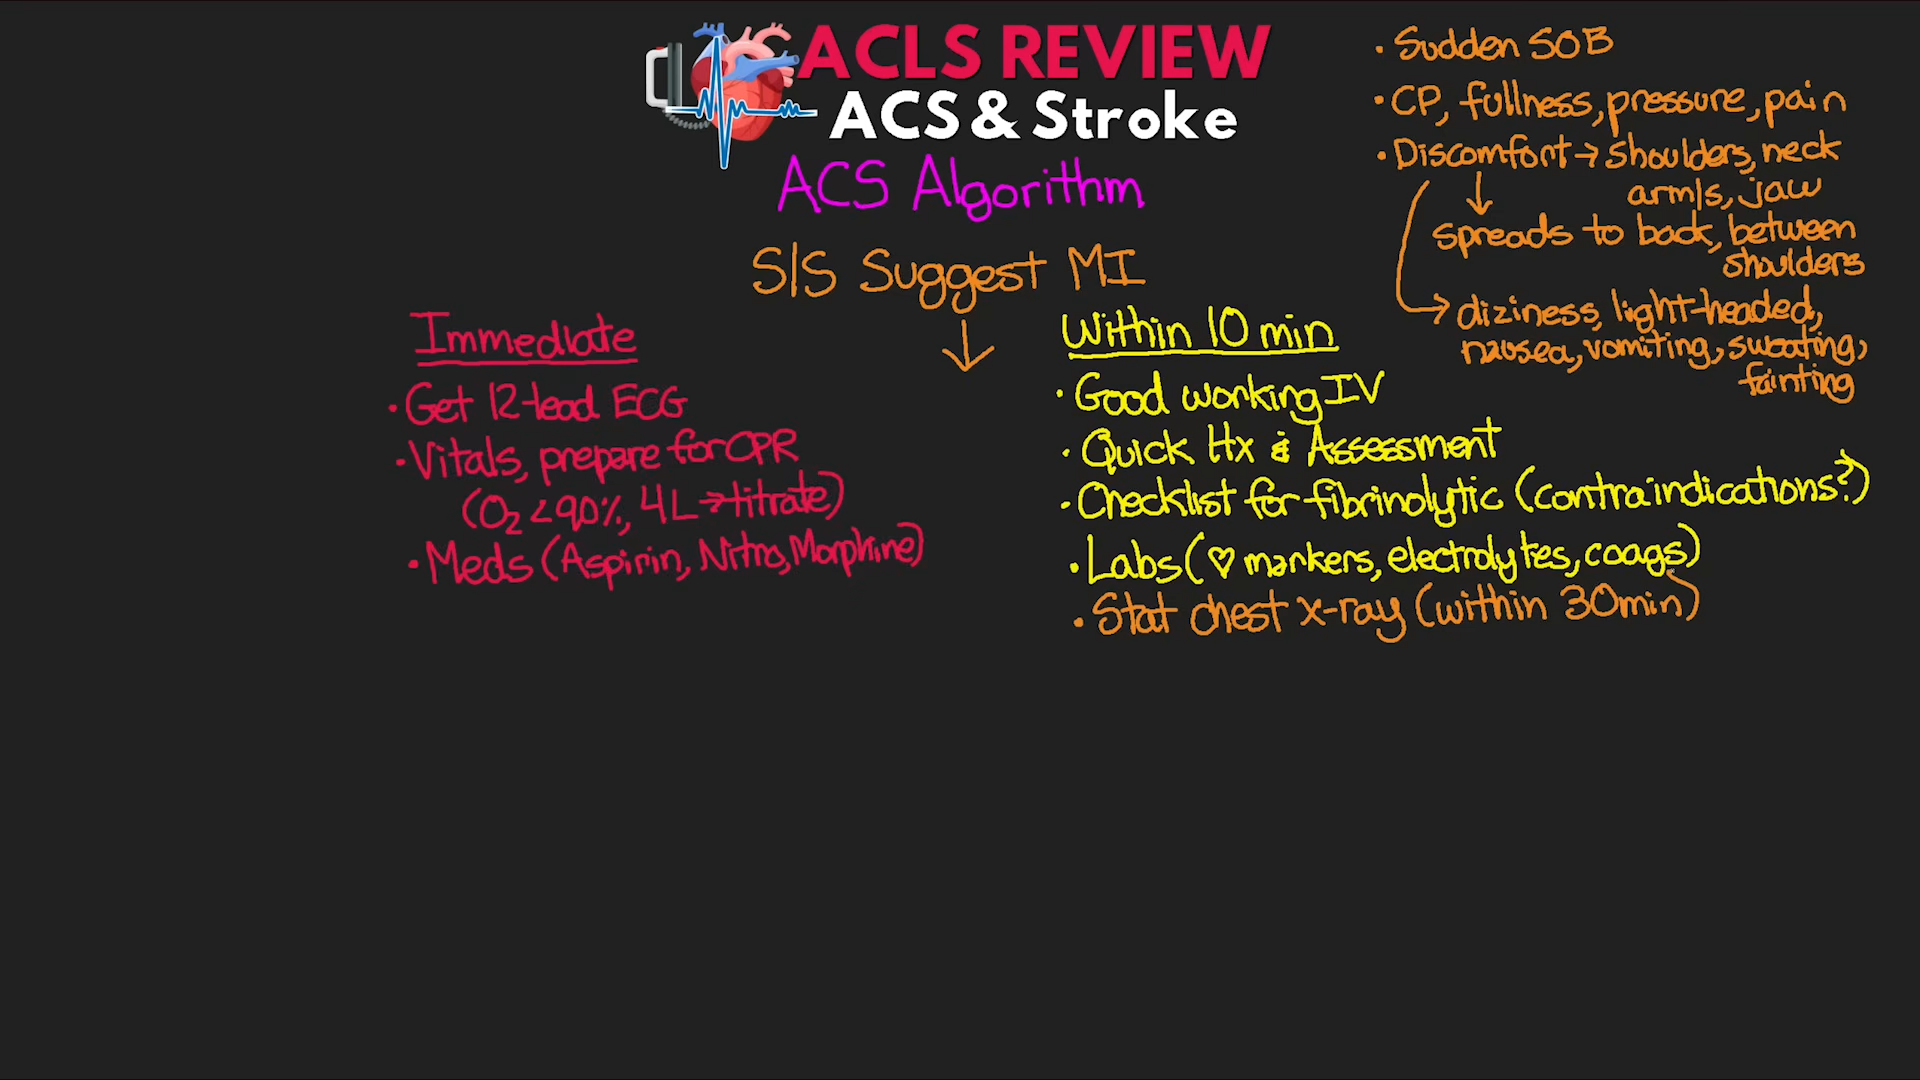 ACLS REVIEW
ACS & Stroke
ACS Algorithm
S/S Suggest MI
• Sudden SOB
• CP, fullness, pressure, pain
• Discomfort → shoulders, neck
arm/s, jaw
spreads to back, between
shoulders
diziness, light-headed,
nausea, vomiting, sweating,
fainting
Immediate
• Get 12-lead ECG
• Vitals, prepare for CPR
(O₂ < 90%, 4L → titrate)
• Meds (Aspirin, Nitro, Morphine)
Within 10 min
• Good working IV
• Quick Hx & Assessment
• Checklist for fibrinolytic (contraindications?)
• Labs (♡ markers, electrolytes, coags)
• Stat chest x-ray (within 30min)